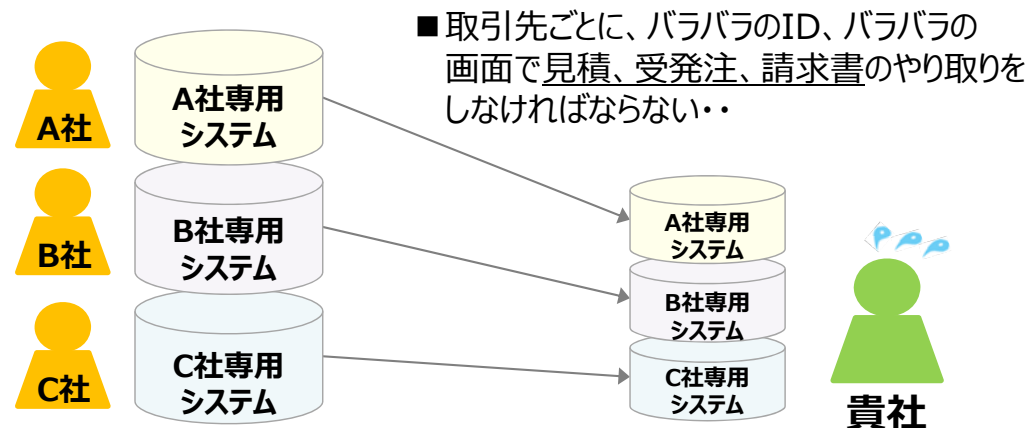 ■取引先ごとに、バラバラのID、バラバラの
画面で見積、受発注、請求書のやり取りを
しなければならない・・
A社
A社専用
システム
B社
B社専用
システム
C社
C社専用
システム
A社専用
システム
B社専用
システム
C社専用
システム
貴社